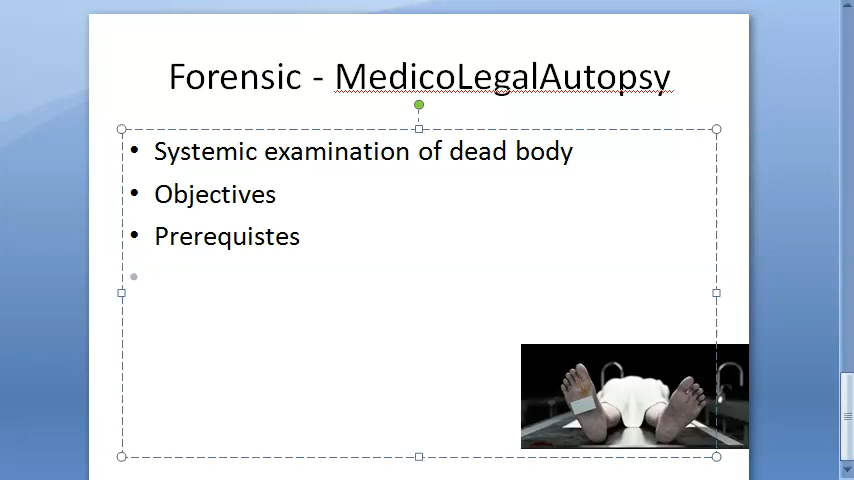 Forensic - MedicoLegalAutopsy
• Systemic examination of dead body
• Objectives
• Prerequistes